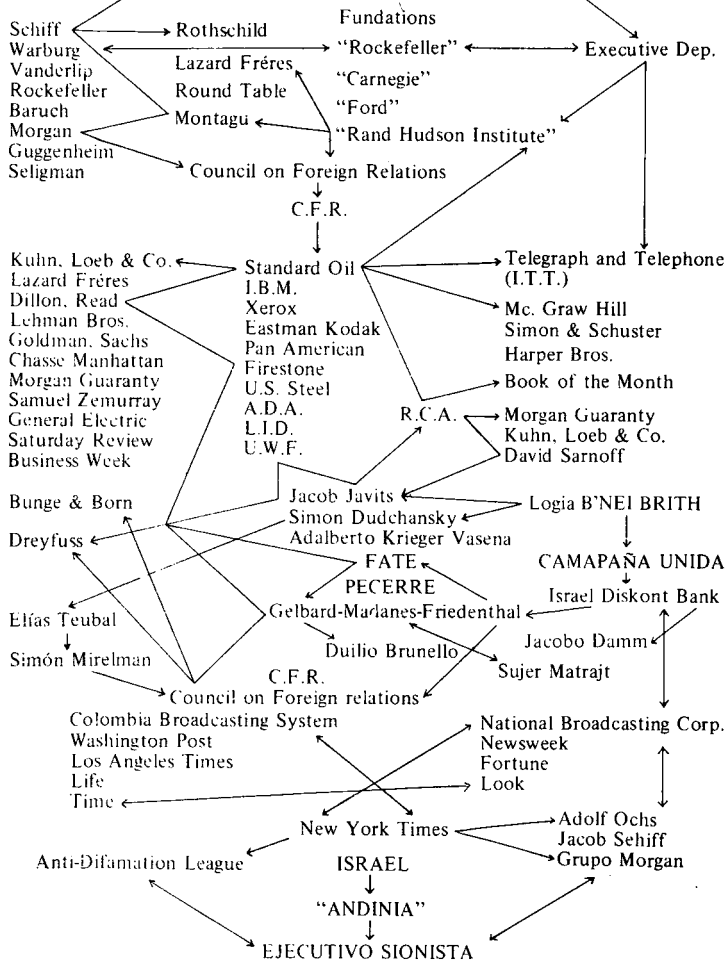 Fundations
Schiff
Rothschild
Warburg
"Rockefeller"
Executive Dep.
Vanderlip
Lazard Fréres
Rockefeller
"Carnegie"
Baruch
Round Table
"Ford"
Morgan
Montagu
"Rand Hudson Institute"
Guggenheim
Seligman
Council on Foreign Relations
C.F.R.
Kuhn, Loeb & Co.
Lazard Fréres
Dillon, Read
Lehman Bros.
Goldman, Sachs
Chasse Manhattan
Morgan Guaranty
Samuel Zemurray
General Electric
Saturday Review
Business Week
Standard Oil
I.B.M.
Xerox
Eastman Kodak
Pan American
Firestone
U.S. Steel
A.D.A.
L.I.D.
U.W.F.
Telegraph and Telephone
(I.T.T.)
Mc. Graw Hill
Simon & Schuster
Harper Bros.
Book of the Month
R.C.A.
Morgan Guaranty
Kuhn, Loeb & Co.
David Sarnoff
Bunge & Born
Dreyfuss
Jacob Javits
Simon Dudchansky
Adalberto Krieger Vasena
Logia B'NEI BRITH
FATE
PECERRE
CAMAPAÑA UNIDA
Israel Diskont Bank
Gelbard-Madanes-Friedenthal
Elías Teubal
Duilio Brunello
Jacobo Damm
Simón Mirelman
Sujer Matrajt
C.F.R.
Council on Foreign relations
Colombia Broadcasting System
Washington Post
Los Angeles Times
Life
Time
National Broadcasting Corp.
Newsweek
Fortune
Look
New York Times
Adolf Ochs
Jacob Sehiff
Grupo Morgan
Anti-Difamation League
ISRAEL
"ANDINIA"
EJECUTIVO SIONISTA